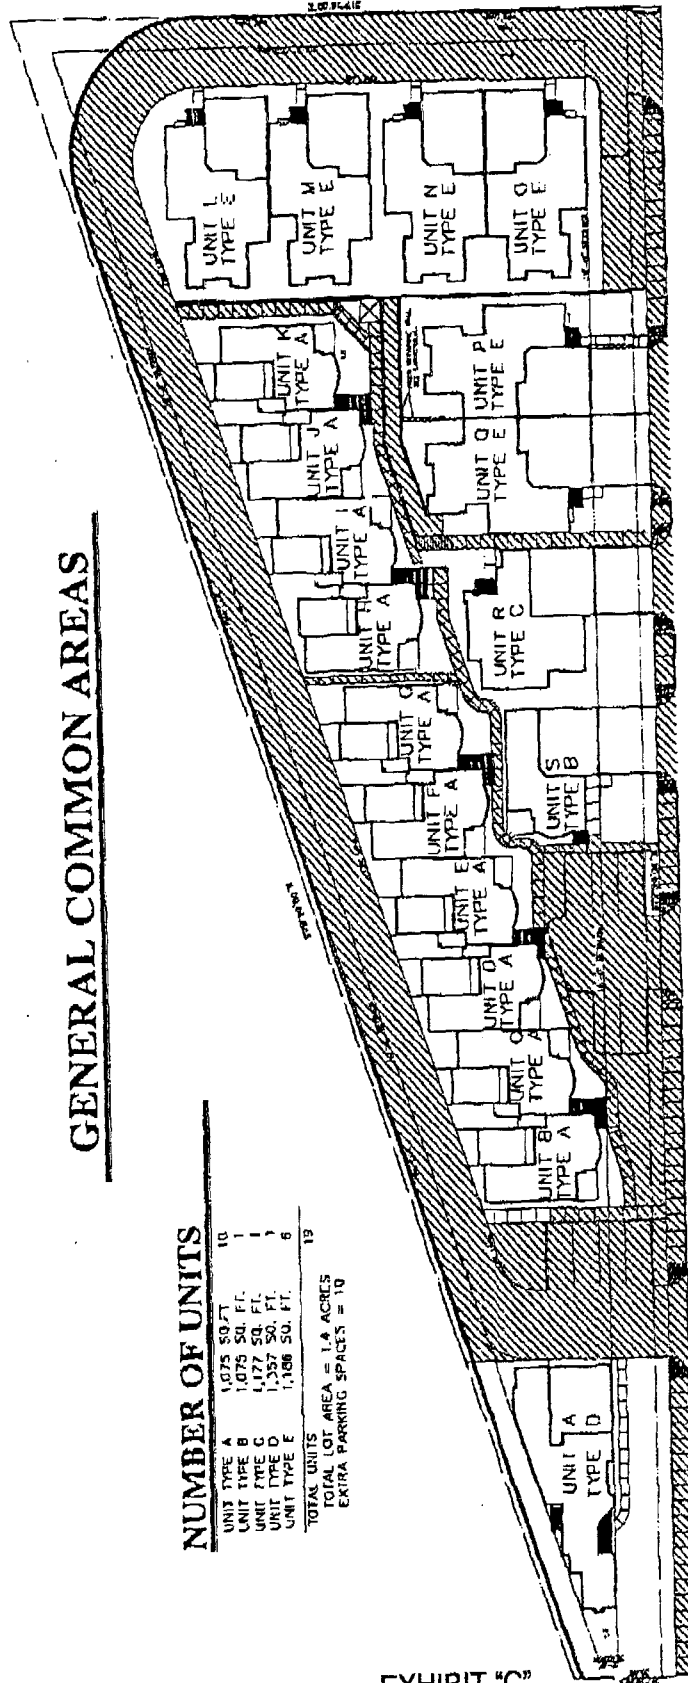 GENERAL COMMON AREAS
NUMBER OF UNITS
UNIT TYPE A 1,075 SQ.FT. 10
UNIT TYPE B 1,075 SQ. FT. 1
UNIT TYPE C 1,177 SQ. FT. 1
UNIT TYPE D 1,357 SQ. FT. 1
UNIT TYPE E 1,186 SQ. FT. 6
TOTAL UNITS 19
TOTAL LOT AREA = 1.4 ACRES
EXTRA PARKING SPACES = 10
UNIT L
TYPE E
UNIT M
TYPE E
UNIT N
TYPE E
UNIT O
TYPE E
UNIT K
TYPE A
UNIT J
TYPE A
UNIT I
TYPE A
UNIT H
TYPE A
UNIT G
TYPE A
UNIT F
TYPE A
UNIT E
TYPE A
UNIT D
TYPE A
UNIT C
TYPE A
UNIT B
TYPE A
UNIT P
TYPE E
UNIT Q
TYPE E
UNIT R
TYPE C
UNIT S
TYPE B
UNIT A
TYPE D
EXHIBIT "C"